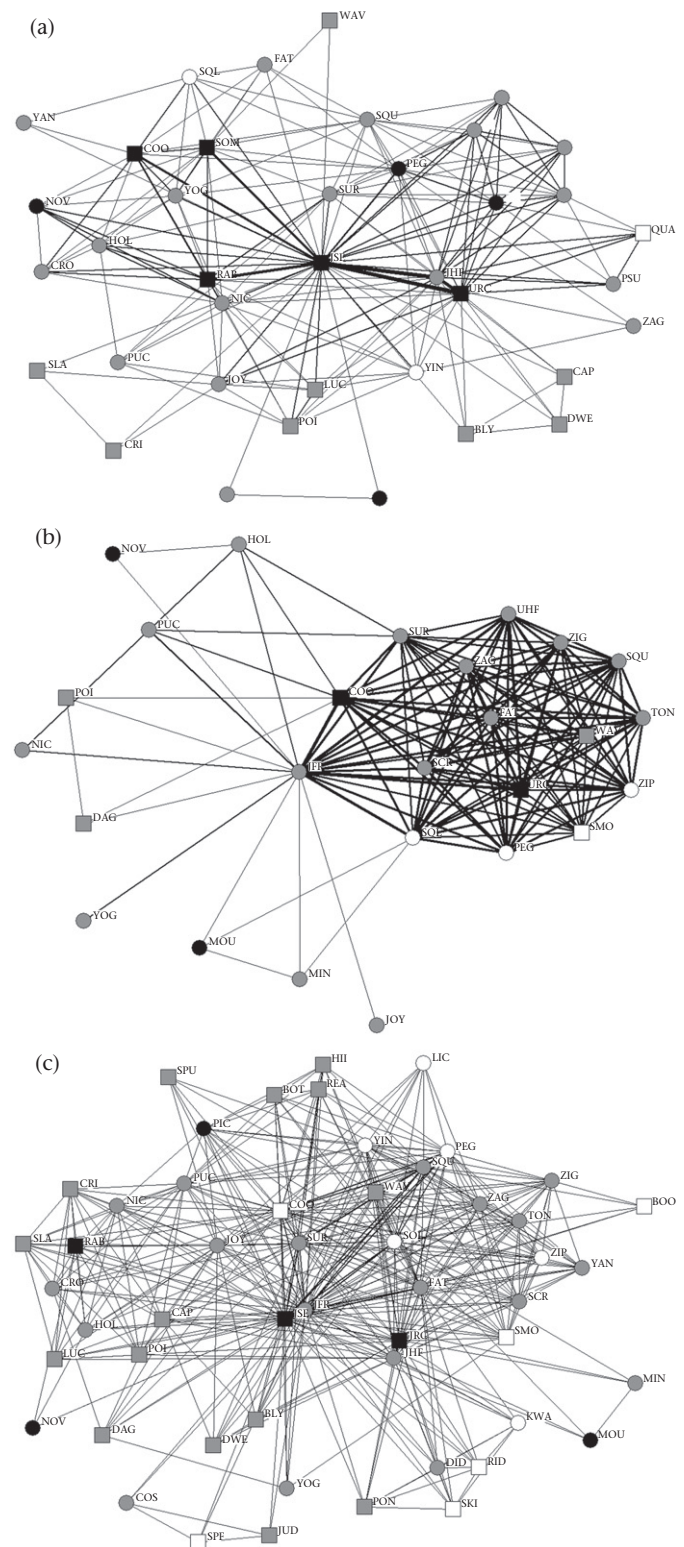 (a)
WAV
FAT
SQL
YAN
SQU
COO
SOM
PEG
NOV
YOG
SUR
QUA
HOL
CRO
JSE
RAB
JHF
URC
PSU
NIC
ZAG
PUC
YIN
SLA
JOY
LUC
CAP
POI
BLY
DWE
CRI
(b)
NOV
HOL
UHF
PUC
SUR
ZIG
ZAG
SQU
POI
COO
FAT
TON
WAI
NIC
JFR
SCR
URC
ZIP
DAG
SOL
SMO
PEG
YOG
MOU
MIN
JOY
(c)
HII
LIC
SPU
BOT
REA
PIC
YIN
PEG
SQU
PUC
ZIG
CRI
WAI
NIC
ZAG
BOO
COO
TON
SLA
RAB
JOY
SUR
SOL
ZIP
YAN
CRO
FAT
SCR
JFR
CAP
JSE
HOL
URC
SMO
LUC
POI
JHF
MIN
NOV
BLY
KWA
DAG
DWE
MOU
DID
RID
YOG
COS
PON
SKI
SPE
JUD